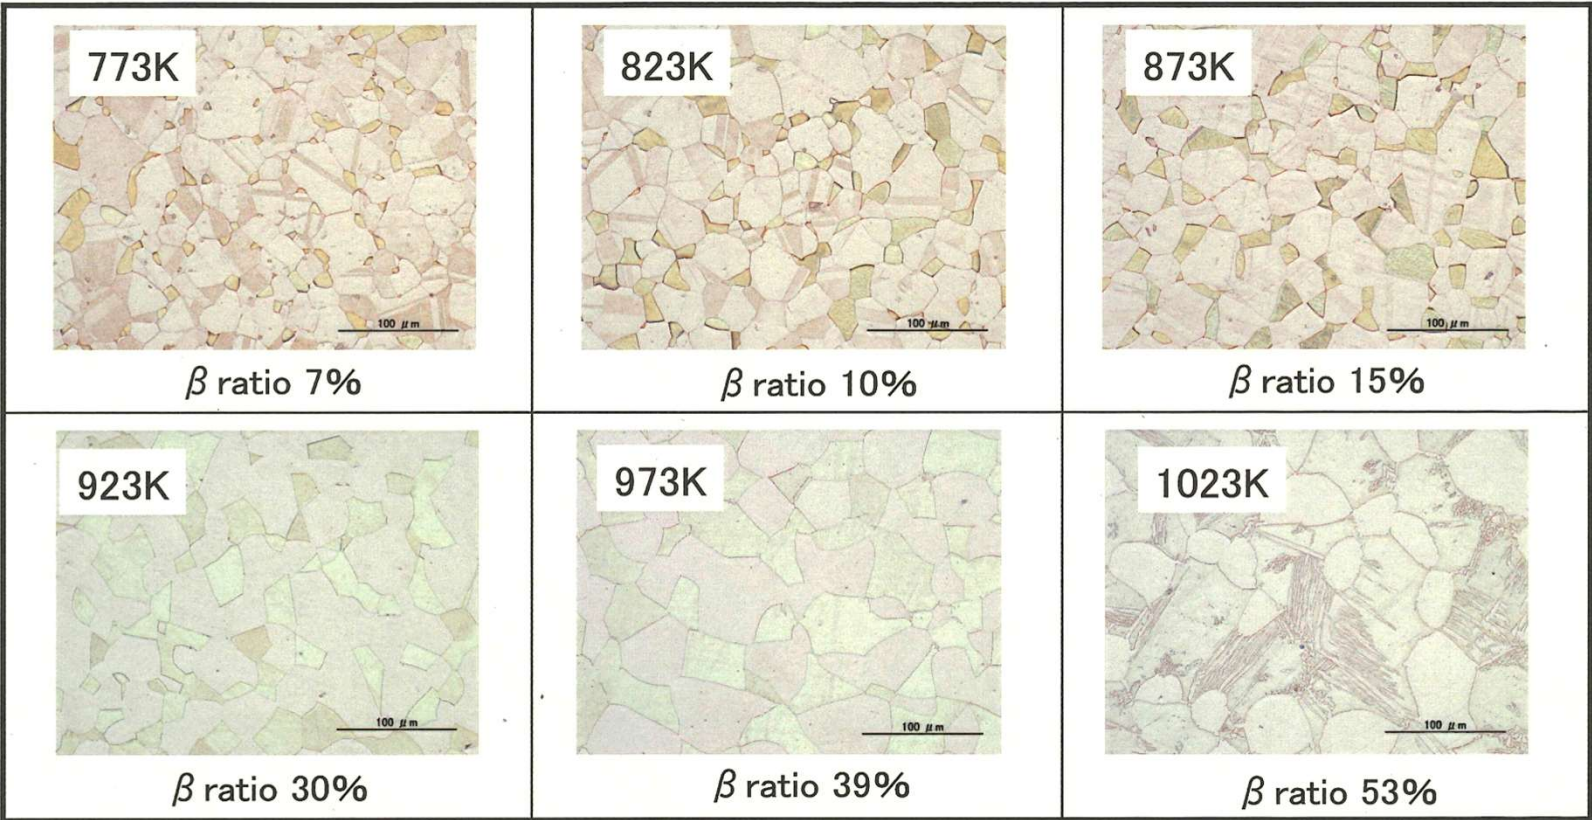 773K
100 μm
β ratio 7%
823K
100 μm
β ratio 10%
873K
100 μm
β ratio 15%
923K
100 μm
β ratio 30%
973K
100 μm
β ratio 39%
1023K
100 μm
β ratio 53%